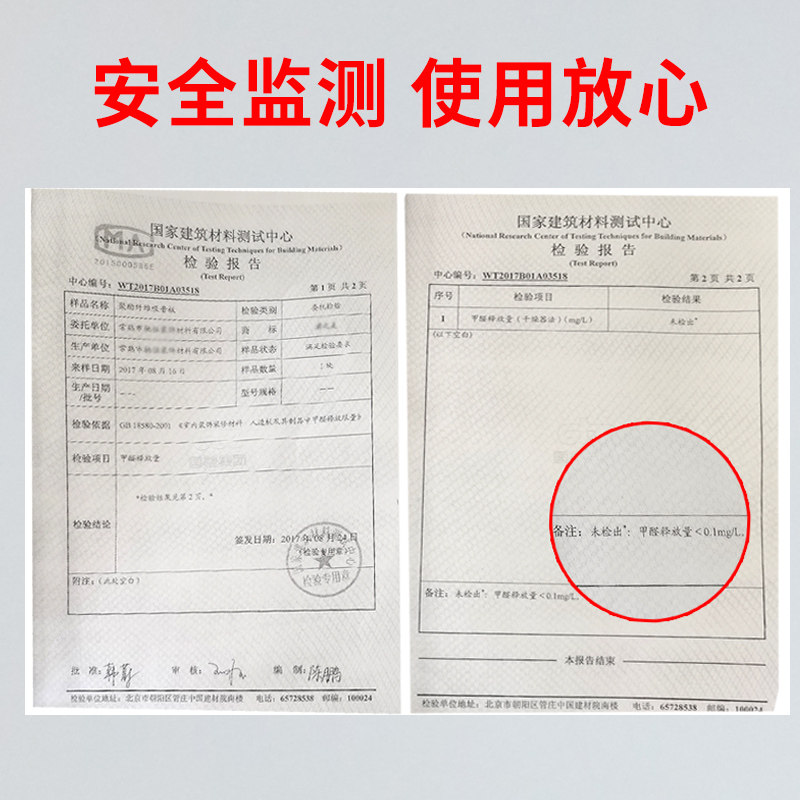 安全监测 使用放心
MA
国家建筑材料测试中心
(National Research Center of Testing Techniques for Building Materials)
检验报告
(Test Report)
中心编号：WT2017B01A03518 第1页 共2页
样品名称 聚酯纤维吸音板 检验类别 委托检验
委托单位 材料有限公司 商标
生产单位 材料有限公司 样品状态 满足检验要求
来样日期 2017年08月16日 样品数量 1块
生产日期/批号 --- 型号规格 ---
检验依据 GB 18580-2001 《室内装饰装修材料 人造板及其制品中甲醛释放限量》
检验项目 甲醛释放量
检验结论 *检验结果见第2页。*
签发日期：2017年08月24日
(检验专用章)
检验专用章
附注：(此处空白)
批准： 审核： 编制：陈鹏
检验单位地址：北京市朝阳区管庄中国建材院南楼 电话：65728538 邮编：100024
国家建筑材料测试中心
(National Research Center of Testing Techniques for Building Materials)
检验报告
(Test Report)
中心编号：WT2017B01A03518 第2页 共2页
序号 检验项目 检验结果
1 甲醛释放量（干燥器法）(mg/L) 未检出*
(以下空白)
备注：未检出*：甲醛释放量＜0.1mg/L。
备注：未检出*：甲醛释放量＜0.1mg/L。
本报告结束
检验单位地址：北京市朝阳区管庄中国建材院南楼 电话：65728538 邮编：100024